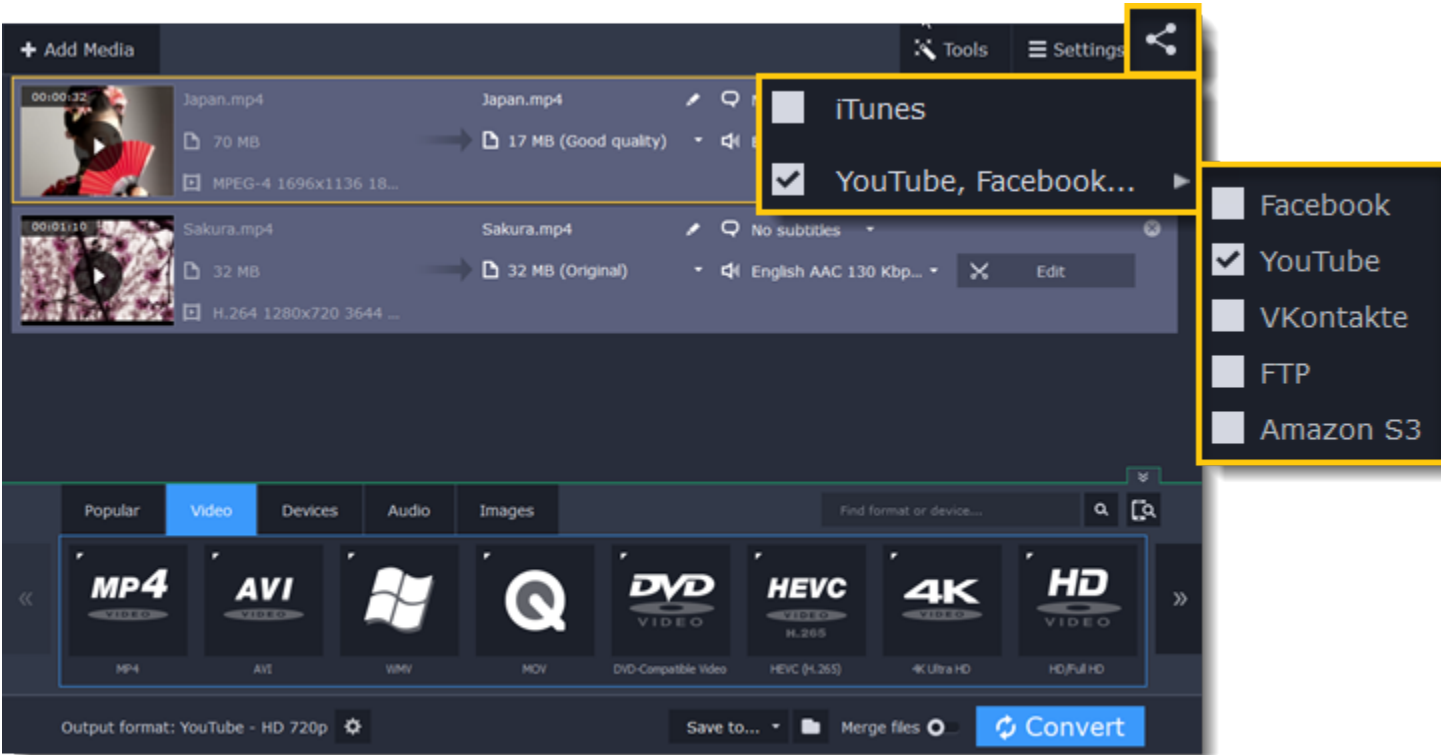 Add Media
Tools
Settings
iTunes
YouTube, Facebook...
Facebook
YouTube
VKontakte
FTP
Amazon S3
00:00:32
Japan.mp4
Japan.mp4
70 MB
17 MB (Good quality)
MPEG-4 1696x1136 18...
00:01:10
Sakura.mp4
Sakura.mp4
No subtitles
32 MB
32 MB (Original)
English AAC 130 Kbp...
Edit
H.264 1280x720 3644 ...
Popular
Video
Devices
Audio
Images
Find format or device...
MP4
VIDEO
AVI
VIDEO
DVD
VIDEO
HEVC
VIDEO
H.265
4K
VIDEO
HD
VIDEO
MP4
AVI
WMV
MOV
DVD-Compatible Video
HEVC (H.265)
4K Ultra HD
HD/Full HD
Output format: YouTube - HD 720p
Save to...
Merge files
Convert